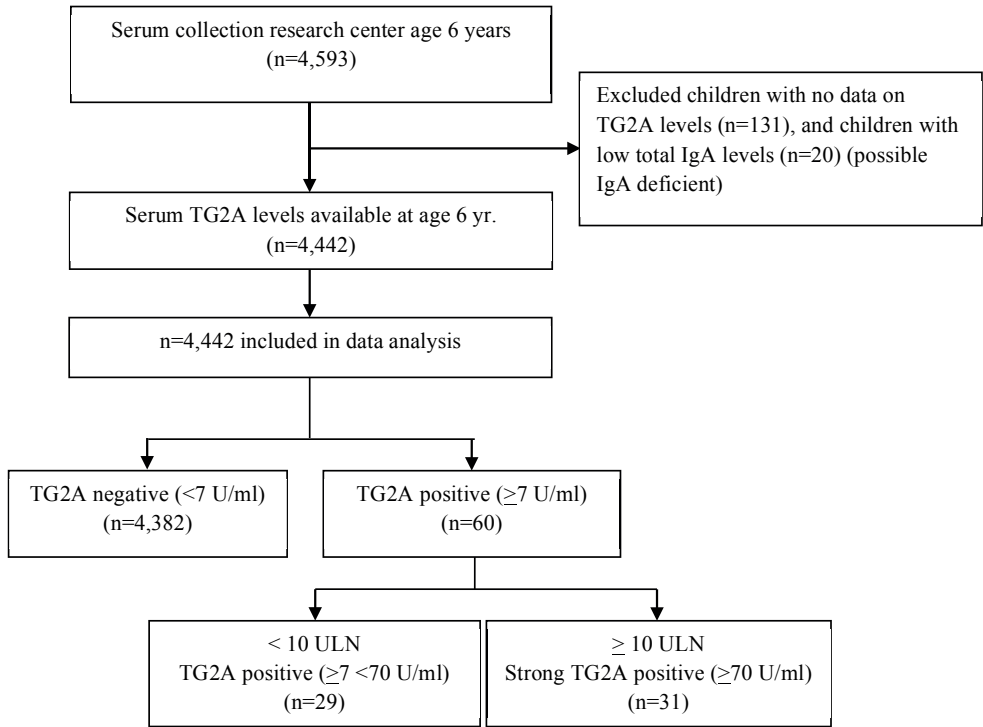 Serum collection research center age 6 years
(n=4,593)
Excluded children with no data on
TG2A levels (n=131), and children with
low total IgA levels (n=20) (possible
IgA deficient)
Serum TG2A levels available at age 6 yr.
(n=4,442)
n=4,442 included in data analysis
TG2A negative (<7 U/ml)
(n=4,382)
TG2A positive (≥7 U/ml)
(n=60)
< 10 ULN
TG2A positive (≥7 <70 U/ml)
(n=29)
≥ 10 ULN
Strong TG2A positive (≥70 U/ml)
(n=31)